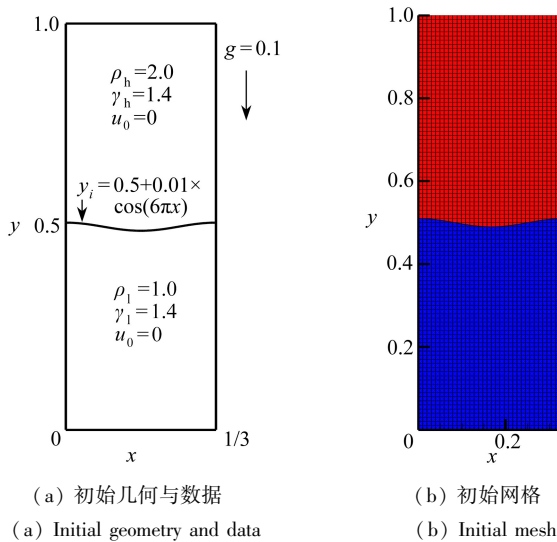 1.0
g=0.1
ρh=2.0
γh=1.4
u0=0
yi=0.5+0.01×
cos(6πx)
y
0.5
ρl=1.0
γl=1.4
u0=0
0
1/3
x
(a) 初始几何与数据
(a) Initial geometry and data
1.0
0.8
0.6
y
0.4
0.2
0
0.2
x
(b) 初始网格
(b) Initial mesh